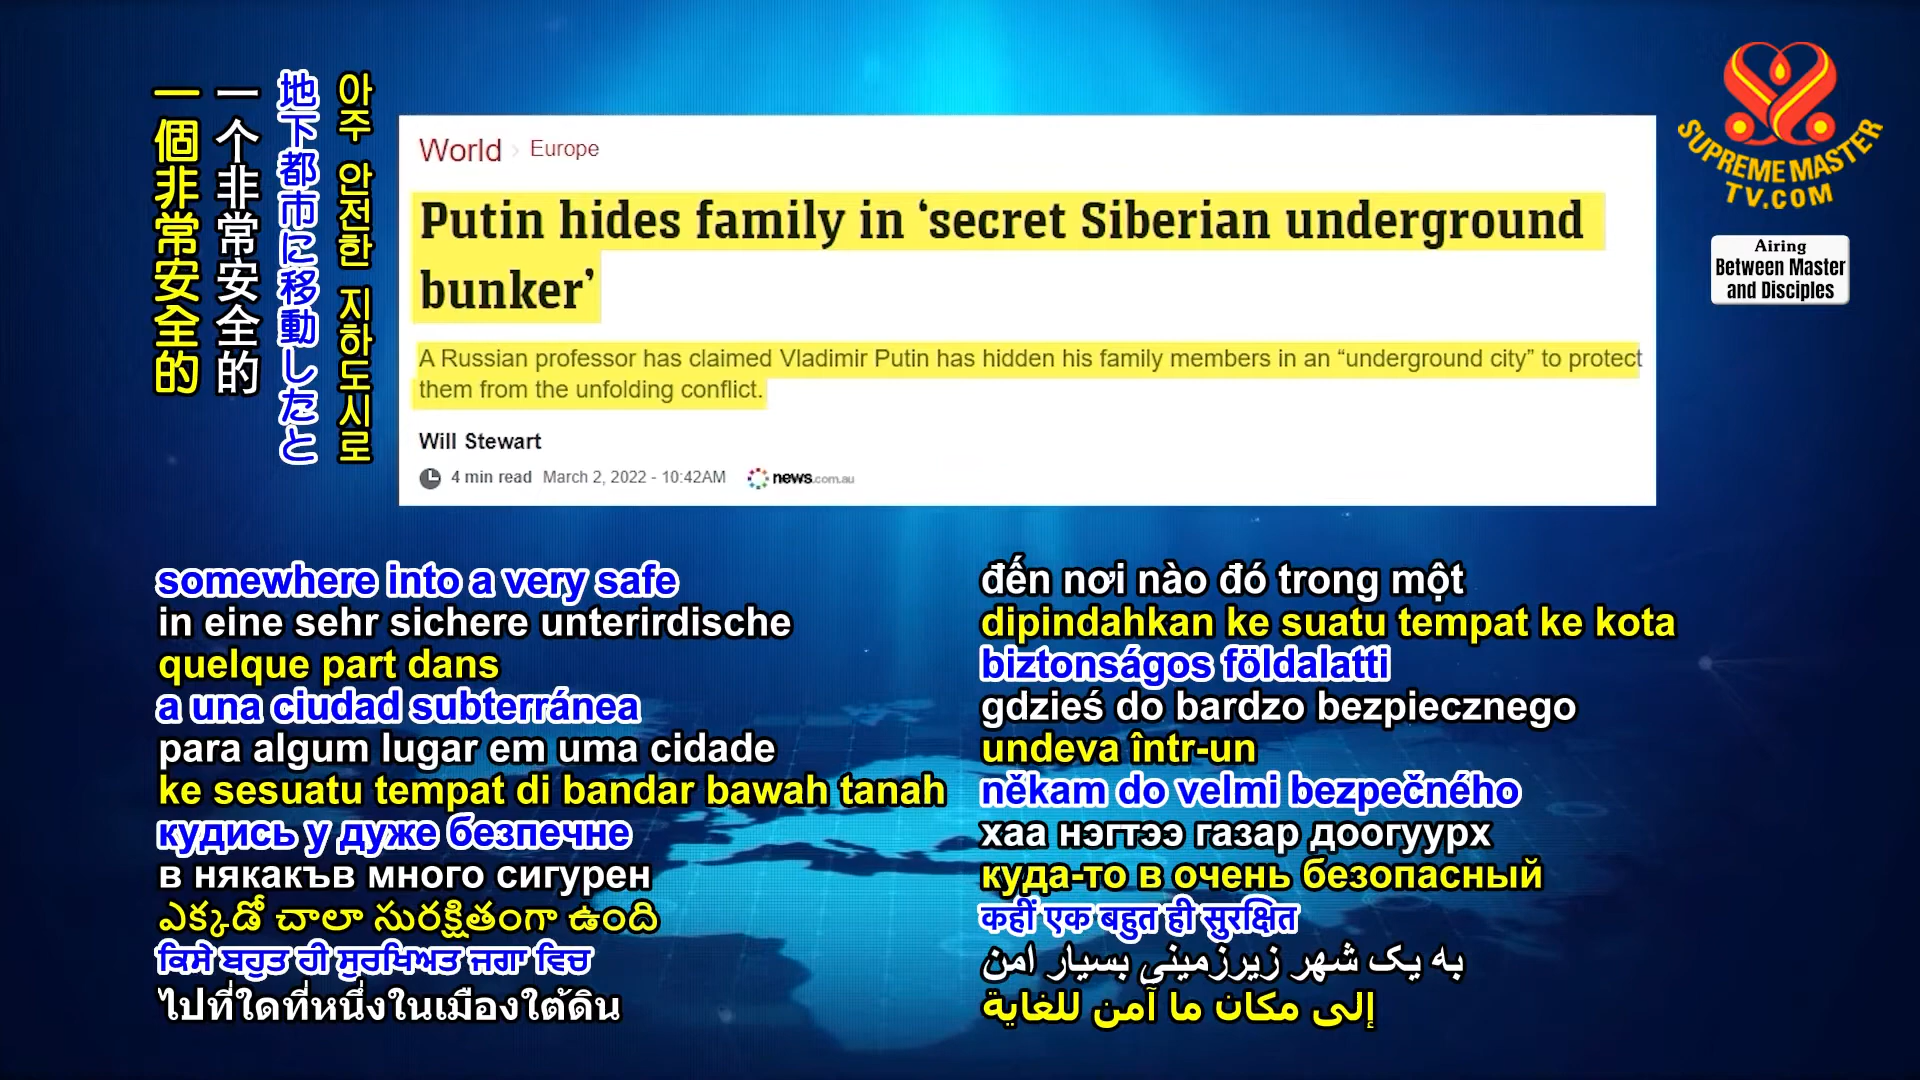 一個非常安全的
一个非常安全的
地下都市に移動したと
아주 안전한 지하도시로
World › Europe
Putin hides family in ‘secret Siberian underground
bunker’
A Russian professor has claimed Vladimir Putin has hidden his family members in an “underground city” to protect
them from the unfolding conflict.
Will Stewart
4 min read March 2, 2022 - 10:42AM news.com.au
SUPREME MASTER
TV.COM
Airing
Between Master
and Disciples
somewhere into a very safe
in eine sehr sichere unterirdische
quelque part dans
a una ciudad subterránea
para algum lugar em uma cidade
ke sesuatu tempat di bandar bawah tanah
кудись у дуже безпечне
в някакъв много сигурен
ఎక్కడో చాలా సురక్షితంగా ఉంది
ਕਿਸੇ ਬਹੁਤ ਹੀ ਸੁਰਖਿਅਤ ਜਗਾ ਵਿਚ
ไปที่ใดที่หนึ่งในเมืองใต้ดิน
đến nơi nào đó trong một
dipindahkan ke suatu tempat ke kota
biztonságos földalatti
gdzieś do bardzo bezpiecznego
undeva într-un
někam do velmi bezpečného
хаа нэгтээ газар доогуурх
куда-то в очень безопасный
कहीं एक बहुत ही सुरक्षित
به یک شهر زیرزمینی بسیار امن
إلى مكان ما آمن للغاية